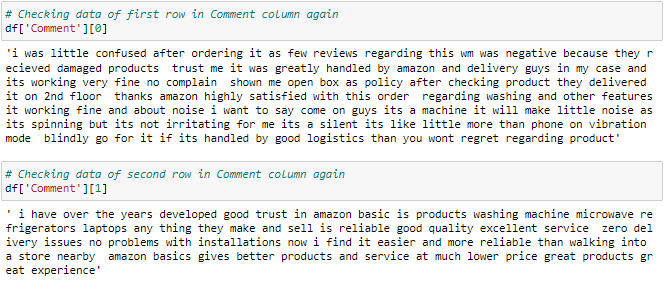 # Checking data of first row in Comment column again
df['Comment'][0]
'i was little confused after ordering it as few reviews regarding this wm was negative because they r
ecieved damaged products  trust me it was greatly handled by amazon and delivery guys in my case and
its working very fine no complain  shown me open box as policy after checking product they delivered
it on 2nd floor  thanks amazon highly satisfied with this order  regarding washing and other features
it working fine and about noise i want to say come on guys its a machine it will make little noise as
its spinning but its not irritating for me its a silent its like little more than phone on vibration
mode  blindly go for it if its handled by good logistics than you wont regret regarding product'
# Checking data of second row in Comment column again
df['Comment'][1]
' i have over the years developed good trust in amazon basic is products washing machine microwave re
frigerators laptops any thing they make and sell is reliable good quality excellent service  zero del
ivery issues no problems with installations now i find it easier and more reliable than walking into
a store nearby  amazon basics gives better products and service at much lower price great products gr
eat experience'